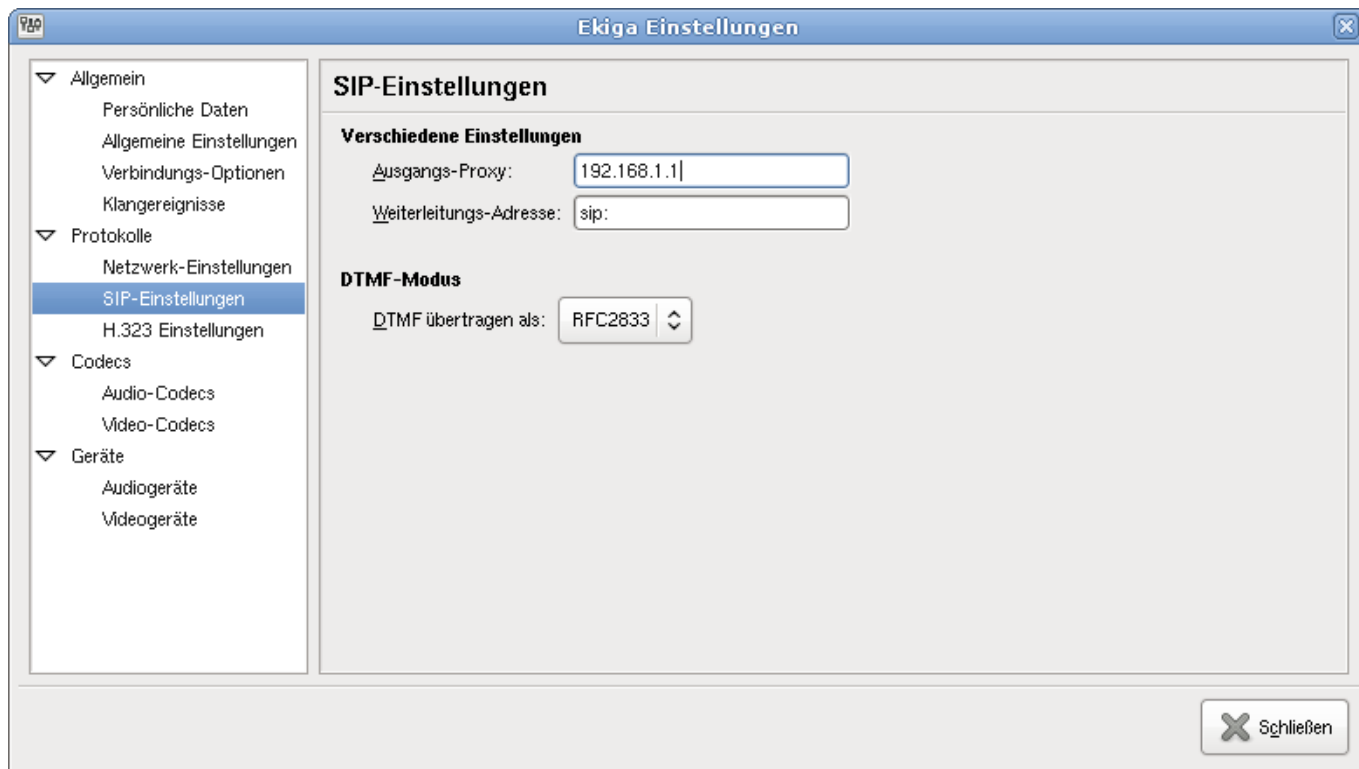 Ekiga Einstellungen
Allgemein
Persönliche Daten
Allgemeine Einstellungen
Verbindungs-Optionen
Klangereignisse
Protokolle
Netzwerk-Einstellungen
SIP-Einstellungen
H.323 Einstellungen
Codecs
Audio-Codecs
Video-Codecs
Geräte
Audiogeräte
Videogeräte
SIP-Einstellungen
Verschiedene Einstellungen
Ausgangs-Proxy: 192.168.1.1
Weiterleitungs-Adresse: sip:
DTMF-Modus
DTMF übertragen als: RFC2833
Schließen